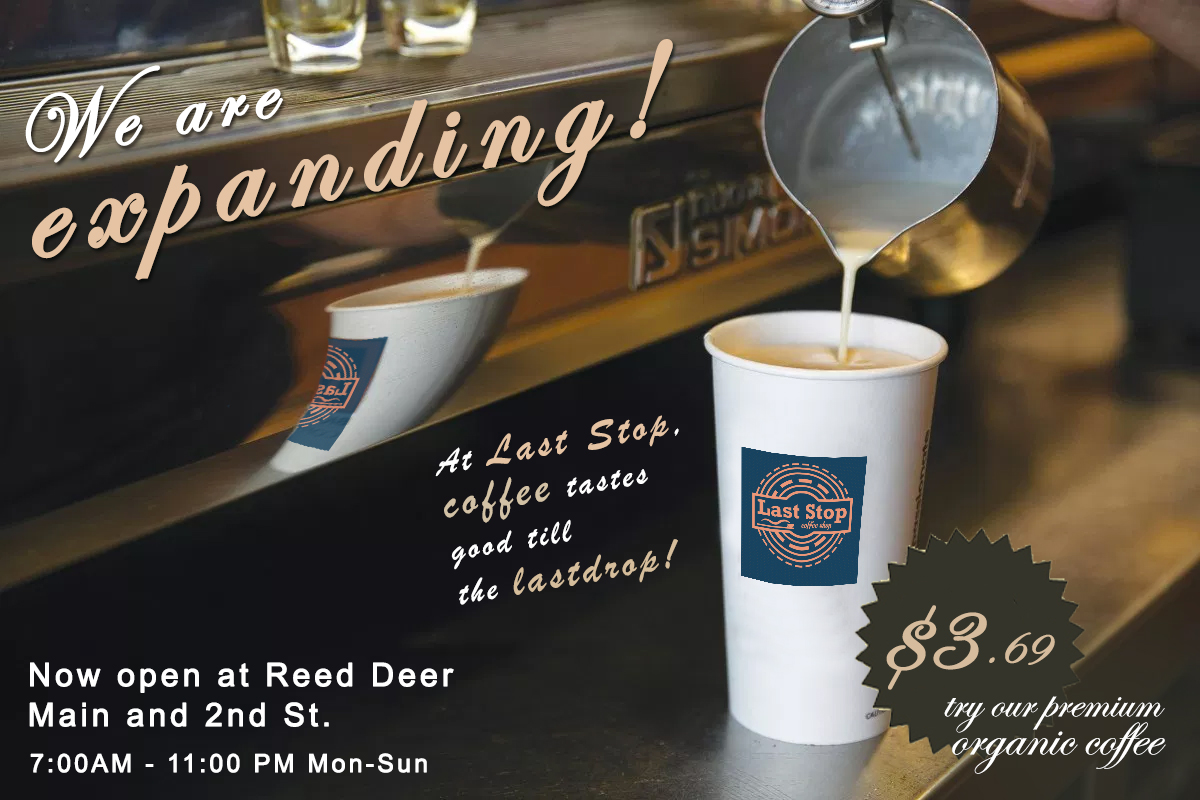 We are
expanding!
SIMO
Las
At Last Stop,
coffee tastes
good till
the lastdrop!
Last Stop
coffee shop
$3.69
try our premium
organic coffee
Now open at Reed Deer
Main and 2nd St.
7:00AM - 11:00 PM Mon-Sun